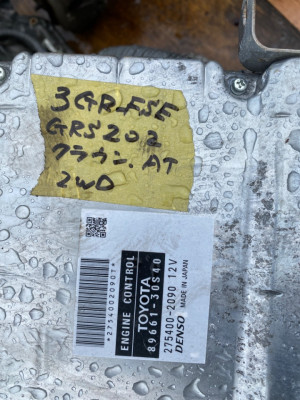 3GR-FSE
GRS202
クラウン. AT
2WD
ENGINE CONTROL
TOYOTA
89661-30S40
275400-2090 12V
DENSO MADE IN JAPAN
*2754002090T*